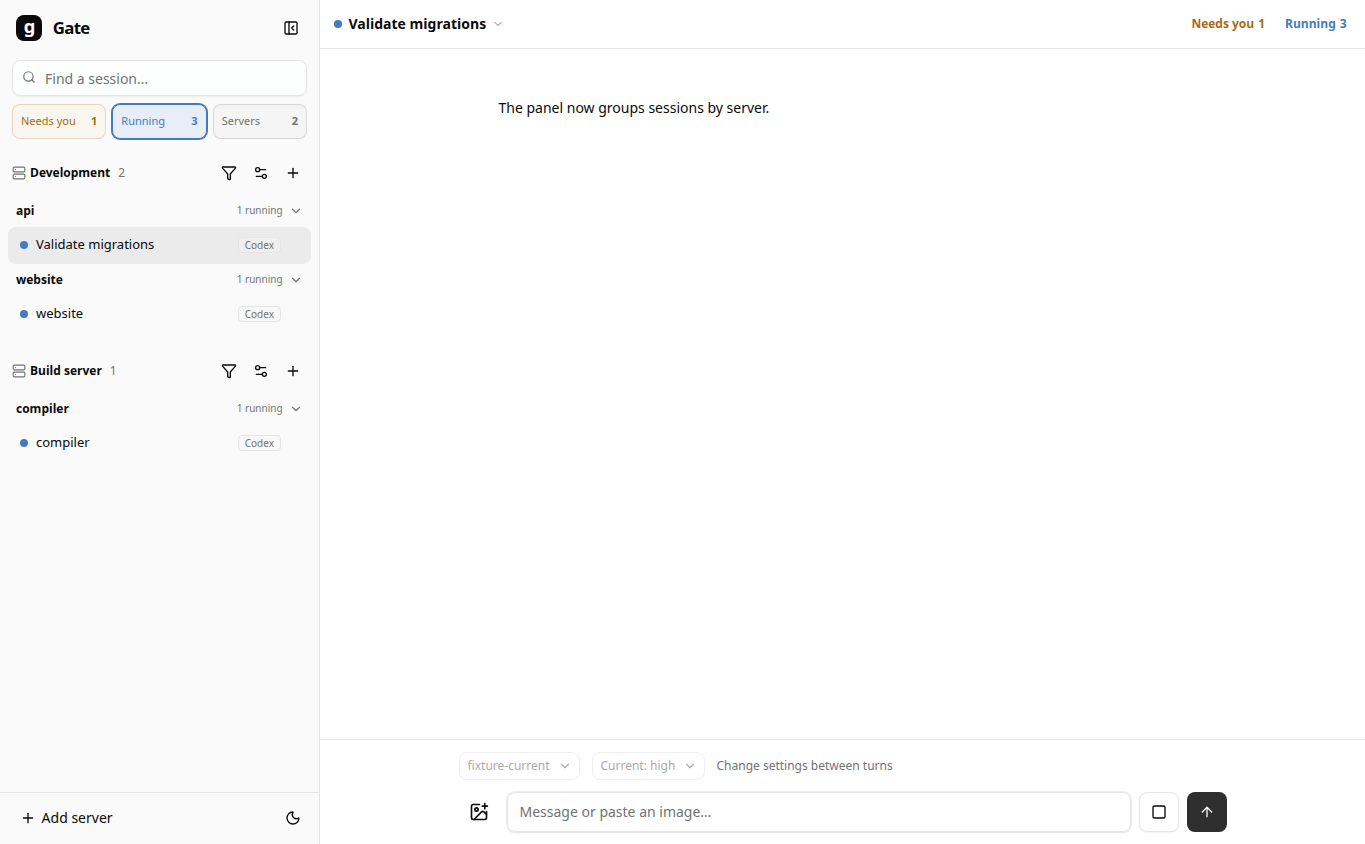 g Gate
Find a session...
Needs you 1 Running 3 Servers 2
Development 2
api 1 running
Validate migrations Codex
website 1 running
website Codex
Build server 1
compiler 1 running
compiler Codex
Add server
Validate migrations Needs you 1 Running 3
The panel now groups sessions by server.
fixture-current Current: high Change settings between turns
Message or paste an image...